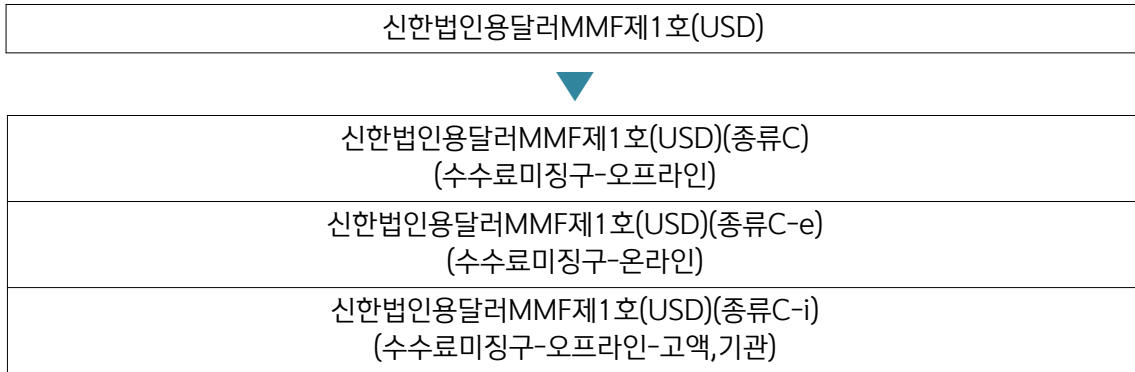 신한법인용달러MMF제1호(USD)
신한법인용달러MMF제1호(USD)(종류C)
(수수료미징구-오프라인)
신한법인용달러MMF제1호(USD)(종류C-e)
(수수료미징구-온라인)
신한법인용달러MMF제1호(USD)(종류C-i)
(수수료미징구-오프라인-고액,기관)